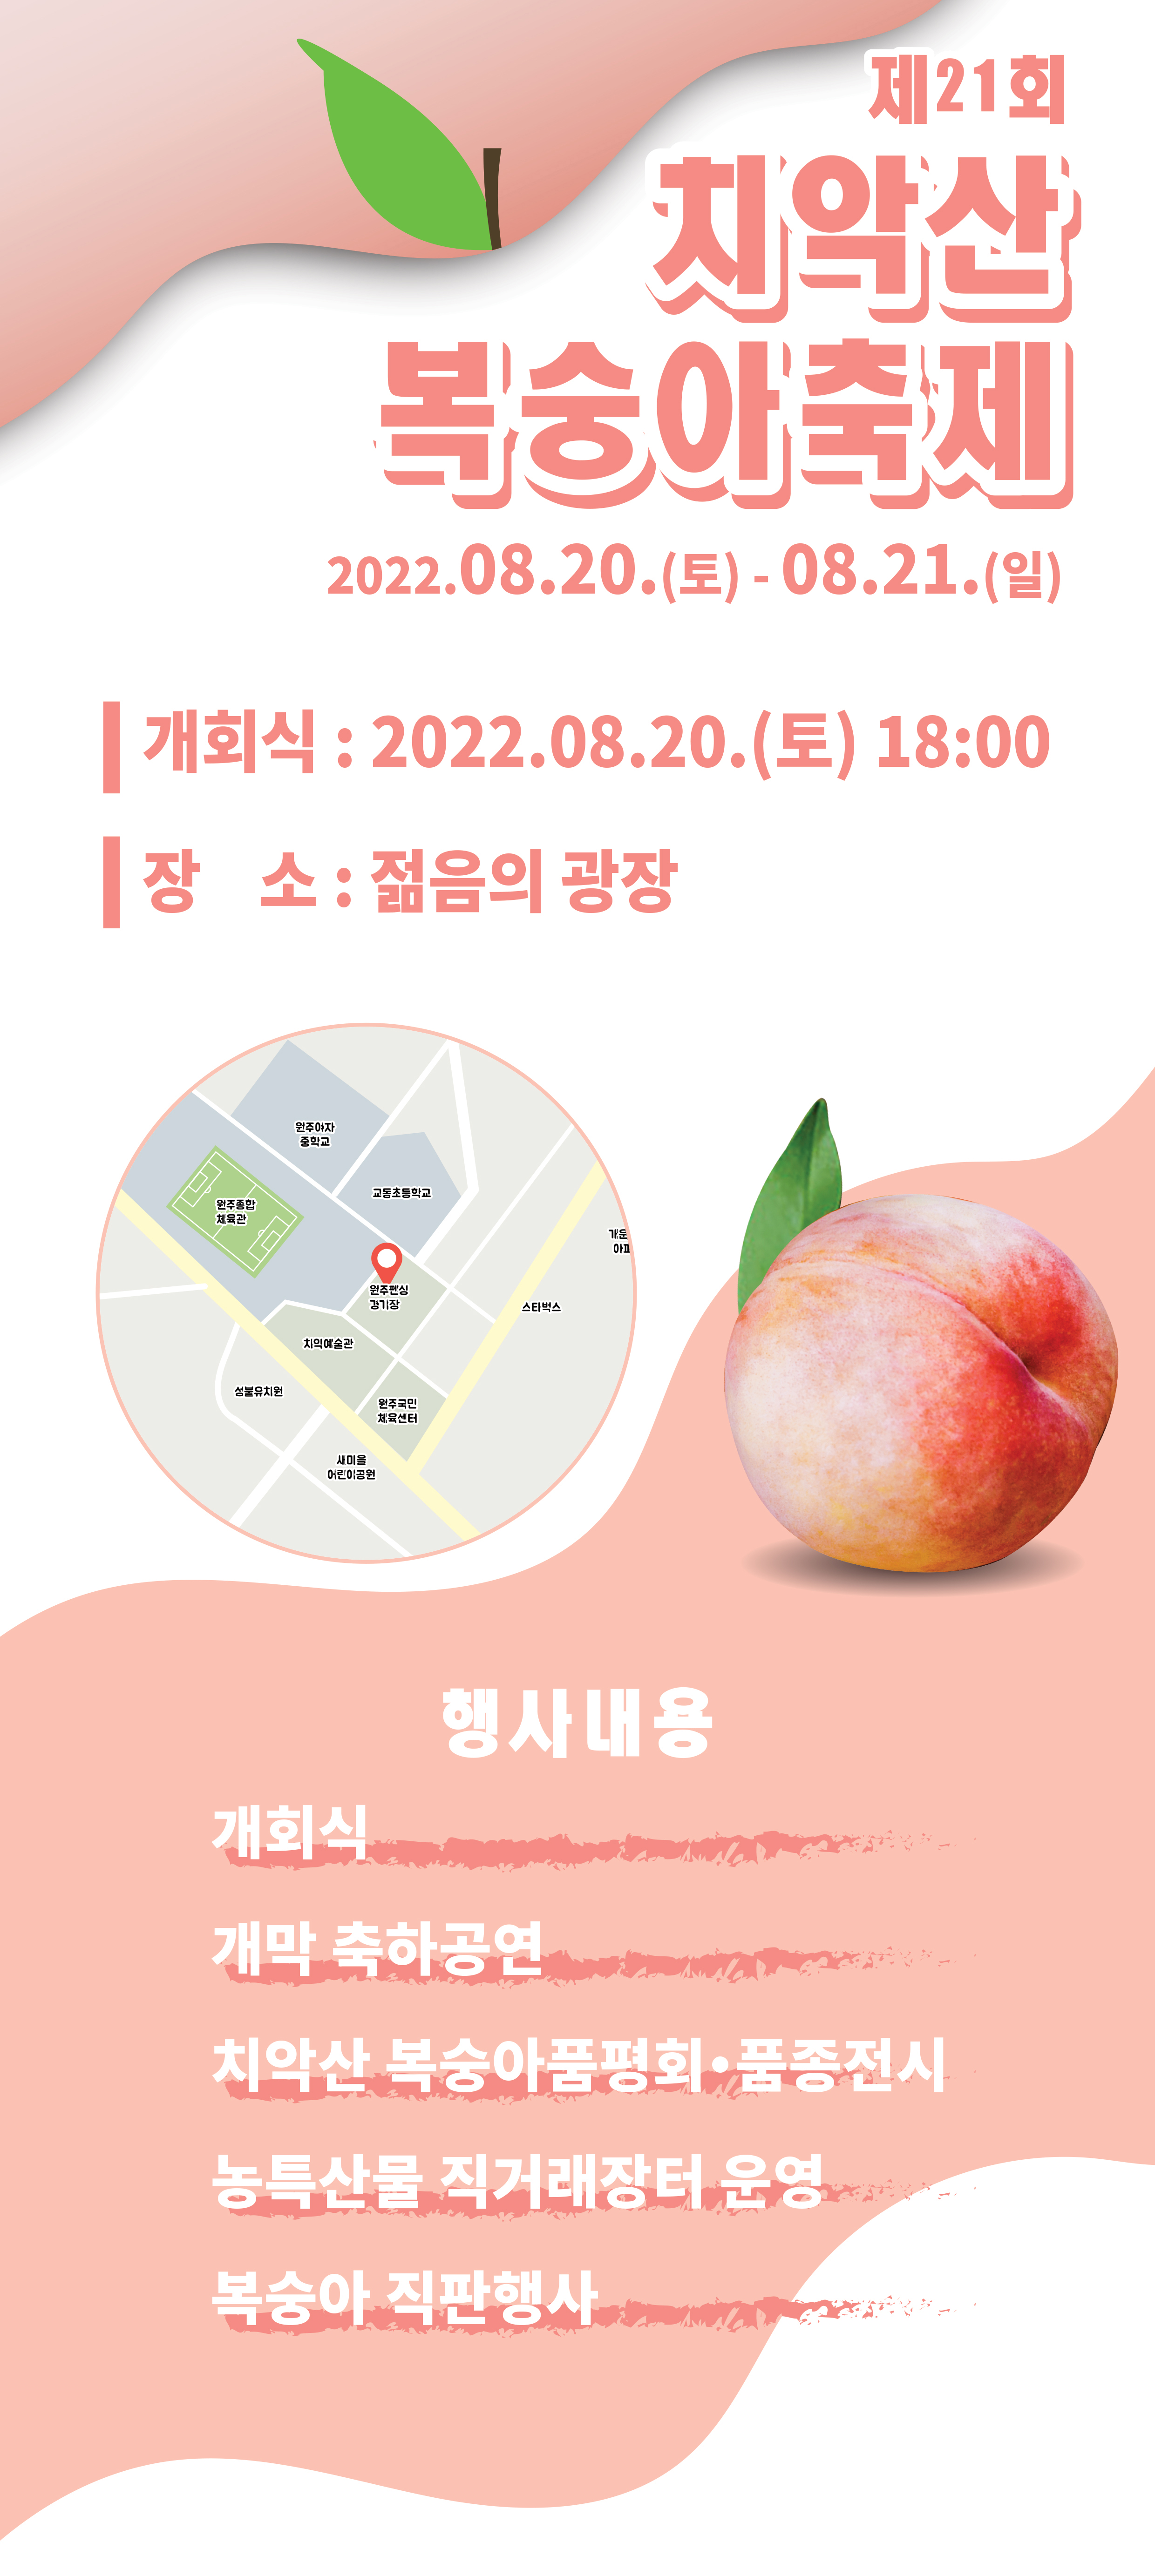 제21회
치악산
복숭아축제
2022.08.20.(토) - 08.21.(일)
개회식 : 2022.08.20.(토) 18:00
장 소 : 젊음의 광장
원주여자
중학교
교동초등학교
원주종합
체육관
개운
아파
원주펜싱
경기장
스타벅스
치악예술관
성불유치원
원주국민
체육센터
새미을
어린이공원
행사내용
개회식
개막 축하공연
치악산 복숭아품평회•품종전시
농특산물 직거래장터 운영
복숭아 직판행사